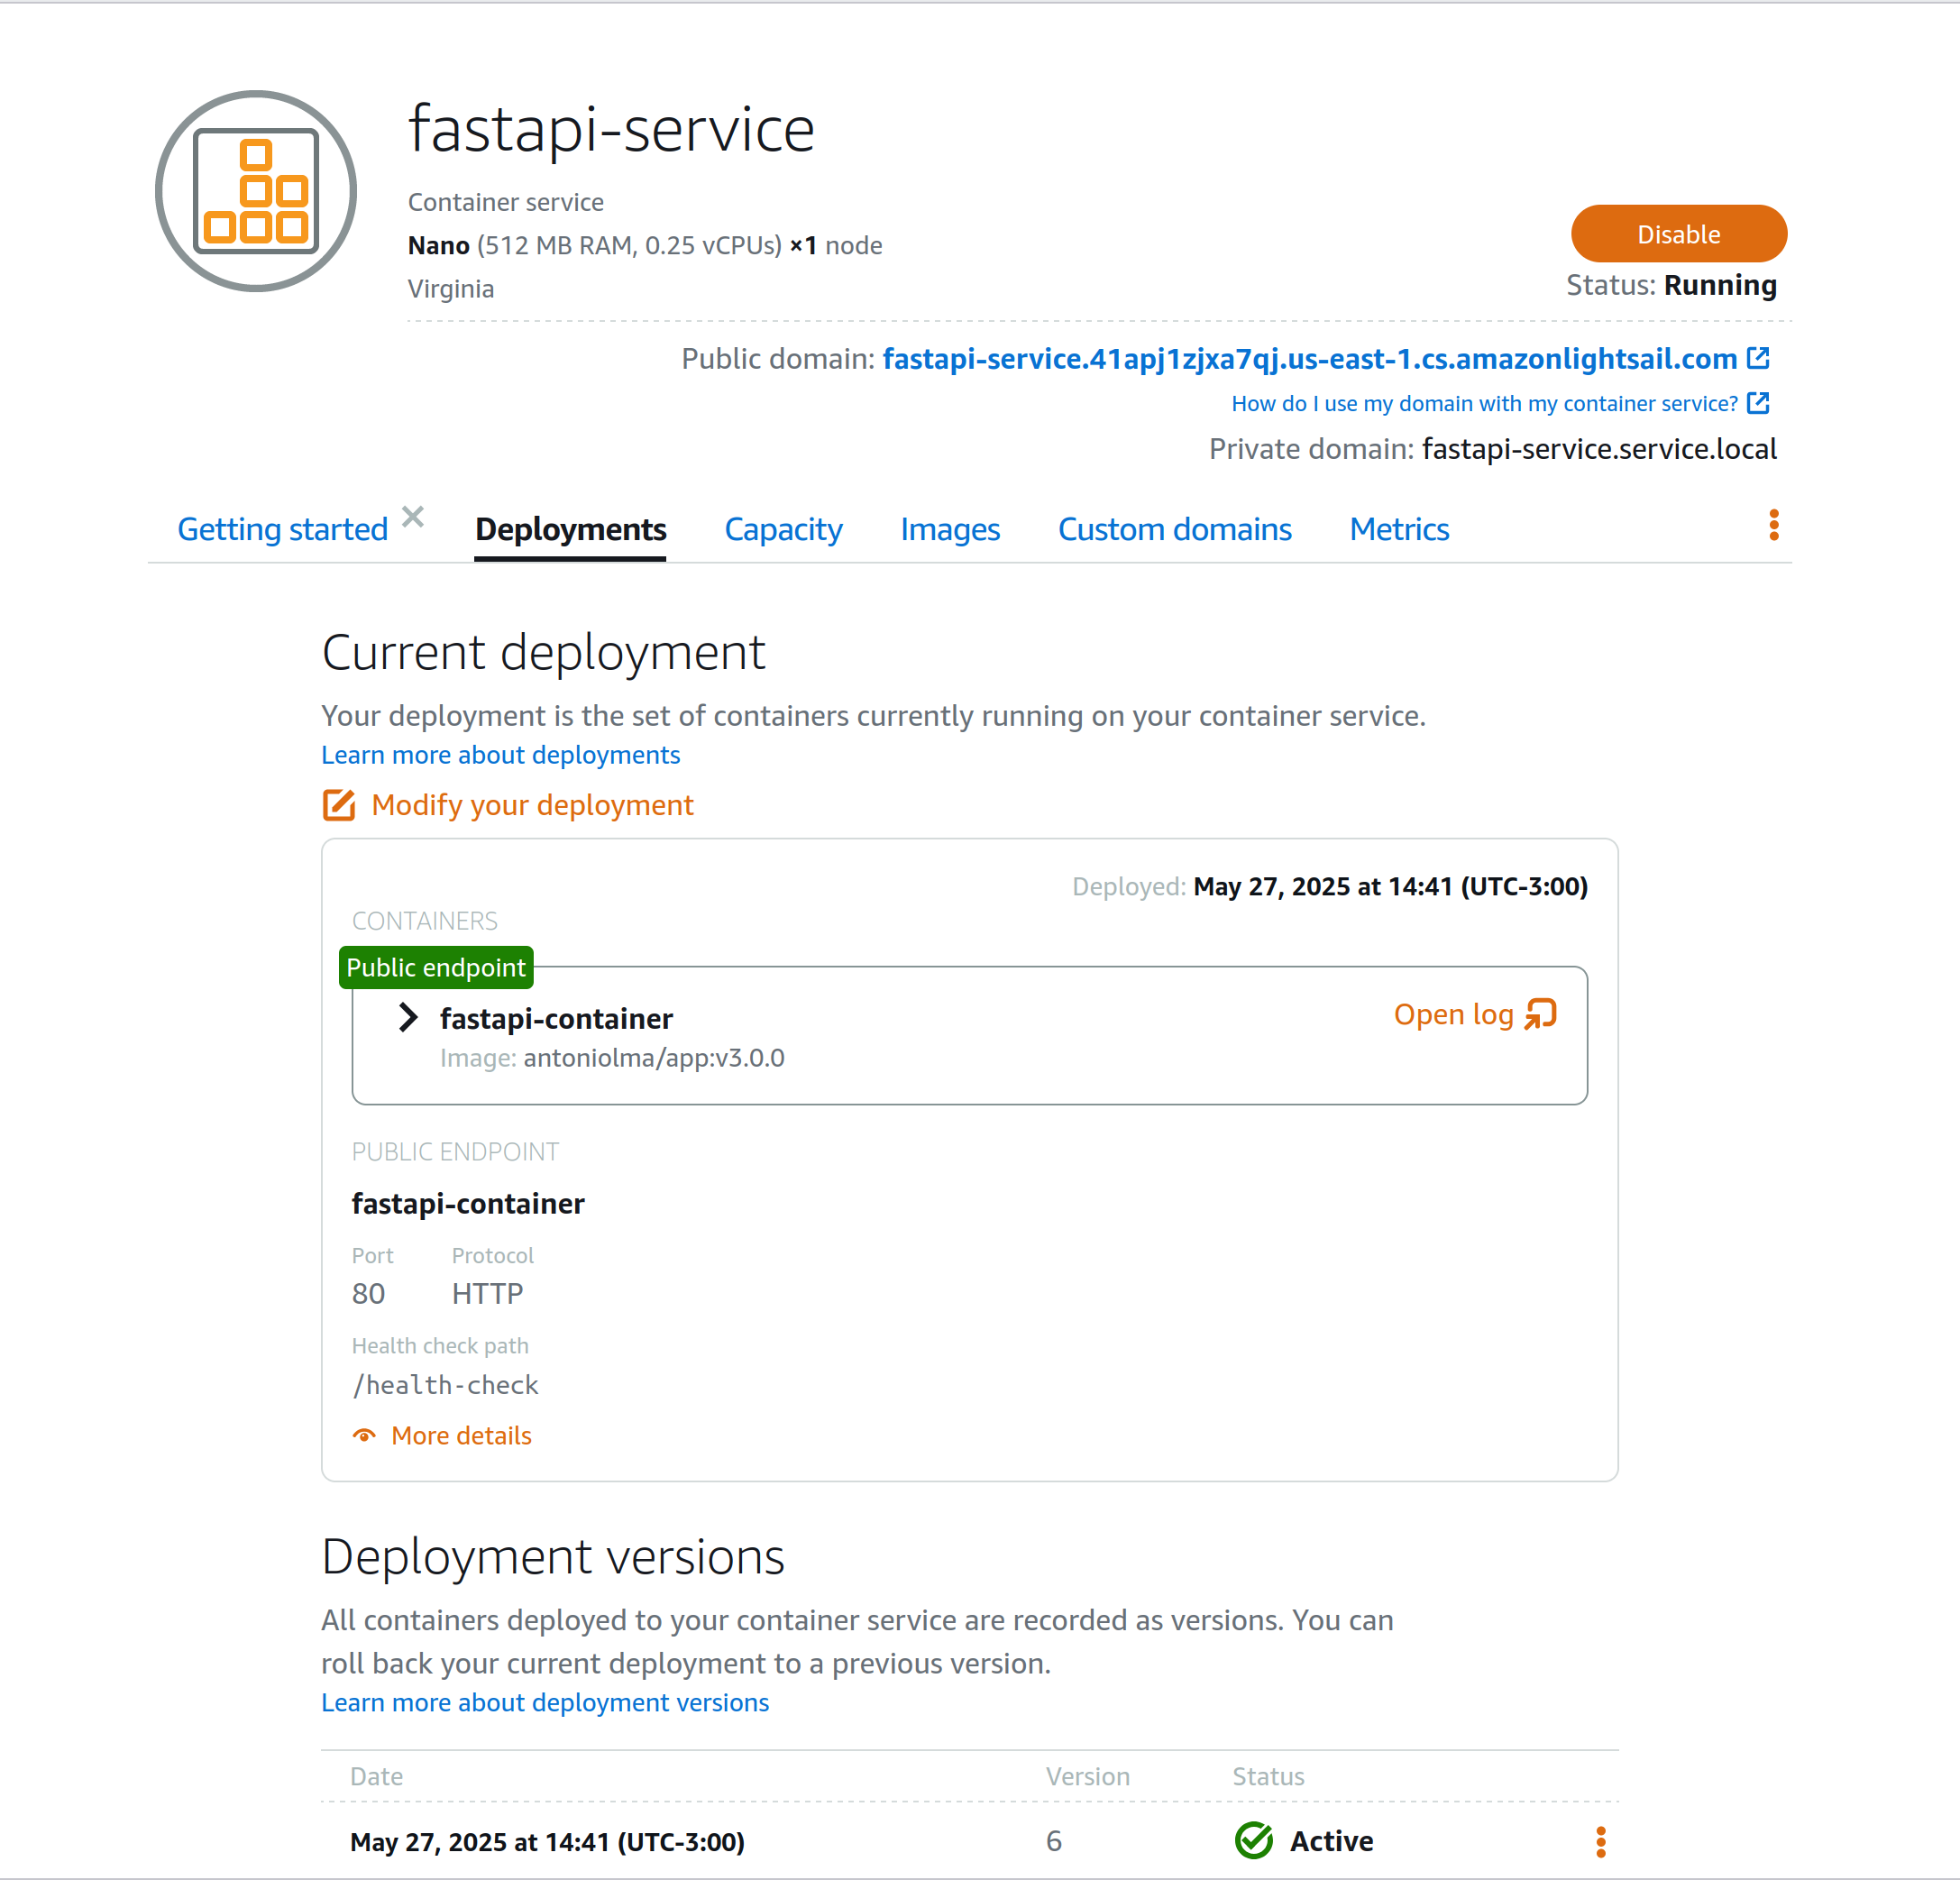 fastapi-service
Container service
Nano (512 MB RAM, 0.25 vCPUs) ×1 node
Virginia
Disable
Status: Running
Public domain: fastapi-service.41apj1zjxa7qj.us-east-1.cs.amazonlightsail.com
How do I use my domain with my container service?
Private domain: fastapi-service.service.local
Getting started Deployments Capacity Images Custom domains Metrics
Current deployment
Your deployment is the set of containers currently running on your container service.
Learn more about deployments
Modify your deployment
Deployed: May 27, 2025 at 14:41 (UTC-3:00)
CONTAINERS
Public endpoint
fastapi-container
Open log
Image: antoniolma/app:v3.0.0
PUBLIC ENDPOINT
fastapi-container
Port Protocol
80 HTTP
Health check path
/health-check
More details
Deployment versions
All containers deployed to your container service are recorded as versions. You can
roll back your current deployment to a previous version.
Learn more about deployment versions
Date Version Status
May 27, 2025 at 14:41 (UTC-3:00) 6 Active